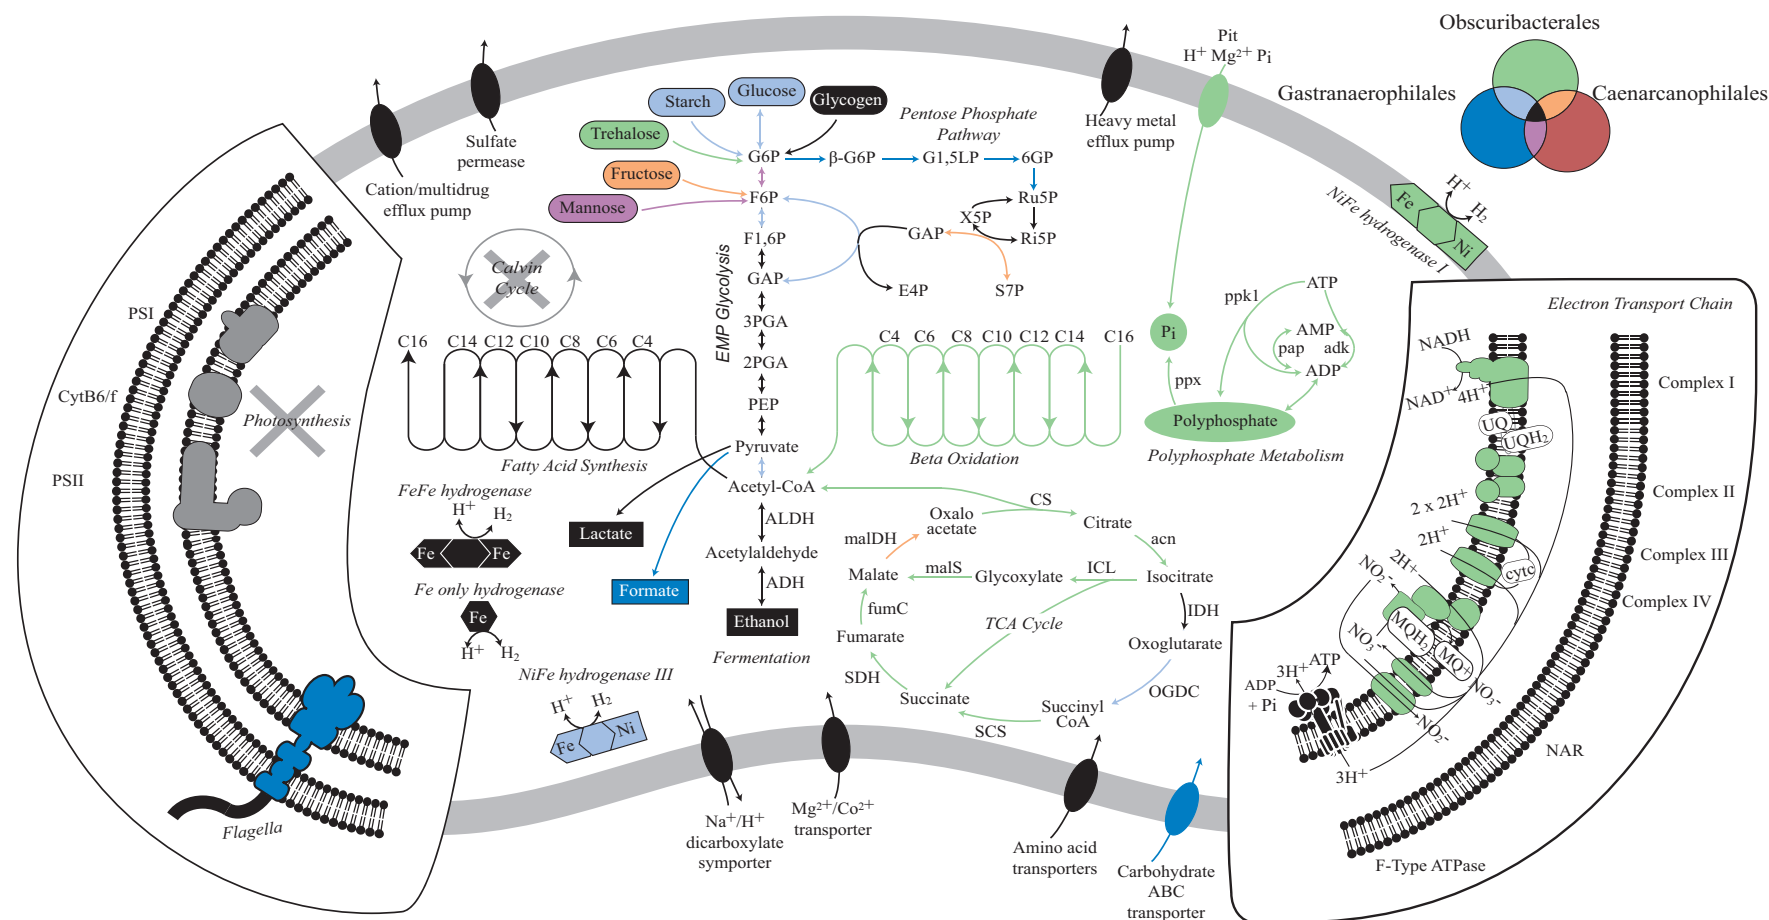 Obscuribacterales
Gastranaerophilales
Caenarcanophilales
Pit
H+ Mg2+ Pi
Heavy metal
efflux pump
Sulfate
permease
Cation/multidrug
efflux pump
Starch
Glucose
Glycogen
Trehalose
Fructose
Mannose
Pentose Phosphate
Pathway
G6P
β-G6P
G1,5LP
6GP
F6P
Ru5P
X5P
Ri5P
GAP
E4P
S7P
F1,6P
GAP
3PGA
2PGA
PEP
Pyruvate
Acetyl-CoA
EMP Glycolysis
Calvin
Cycle
C16
C14
C12
C10
C8
C6
C4
Fatty Acid Synthesis
C4
C6
C8
C10
C12
C14
C16
Beta Oxidation
Pi
ppk1
ATP
AMP
pap
adk
ADP
ppx
Polyphosphate
Polyphosphate Metabolism
NiFe hydrogenase I
Fe
Ni
H+
H2
PSI
CytB6/f
PSII
Photosynthesis
Flagella
FeFe hydrogenase
H+
H2
Fe
Fe
Fe only hydrogenase
Fe
H+
H2
NiFe hydrogenase III
H+
H2
Fe
Ni
Lactate
Formate
ALDH
Acetylaldehyde
ADH
Ethanol
Fermentation
CS
Oxalo
acetate
Citrate
malDH
acn
Malate
malS
Glycoxylate
ICL
Isocitrate
fumC
IDH
Fumarate
TCA Cycle
Oxoglutarate
SDH
OGDC
Succinate
Succinyl
CoA
SCS
Na+/H+
dicarboxylate
symporter
Mg2+/Co2+
transporter
Amino acid
transporters
Carbohydrate
ABC
transporter
Electron Transport Chain
NADH
NAD+
4H+
UQ
UQH2
Complex I
Complex II
2 x 2H+
2H+
Complex III
cytc
2H+
NO2-
Complex IV
NO3-
MQH2
MQ+
3H+
ATP
ADP
+ Pi
NO3-
NO2-
3H+
NAR
F-Type ATPase